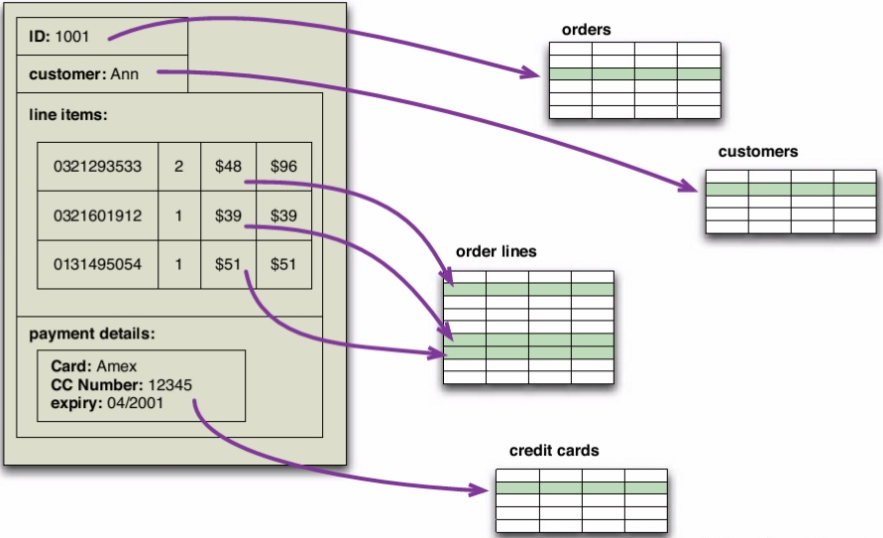 ID: 1001
customer: Ann
line items:
0321293533 2 $48 $96
0321601912 1 $39 $39
0131495054 1 $51 $51
payment details:
Card: Amex
CC Number: 12345
expiry: 04/2001
orders
customers
order lines
credit cards